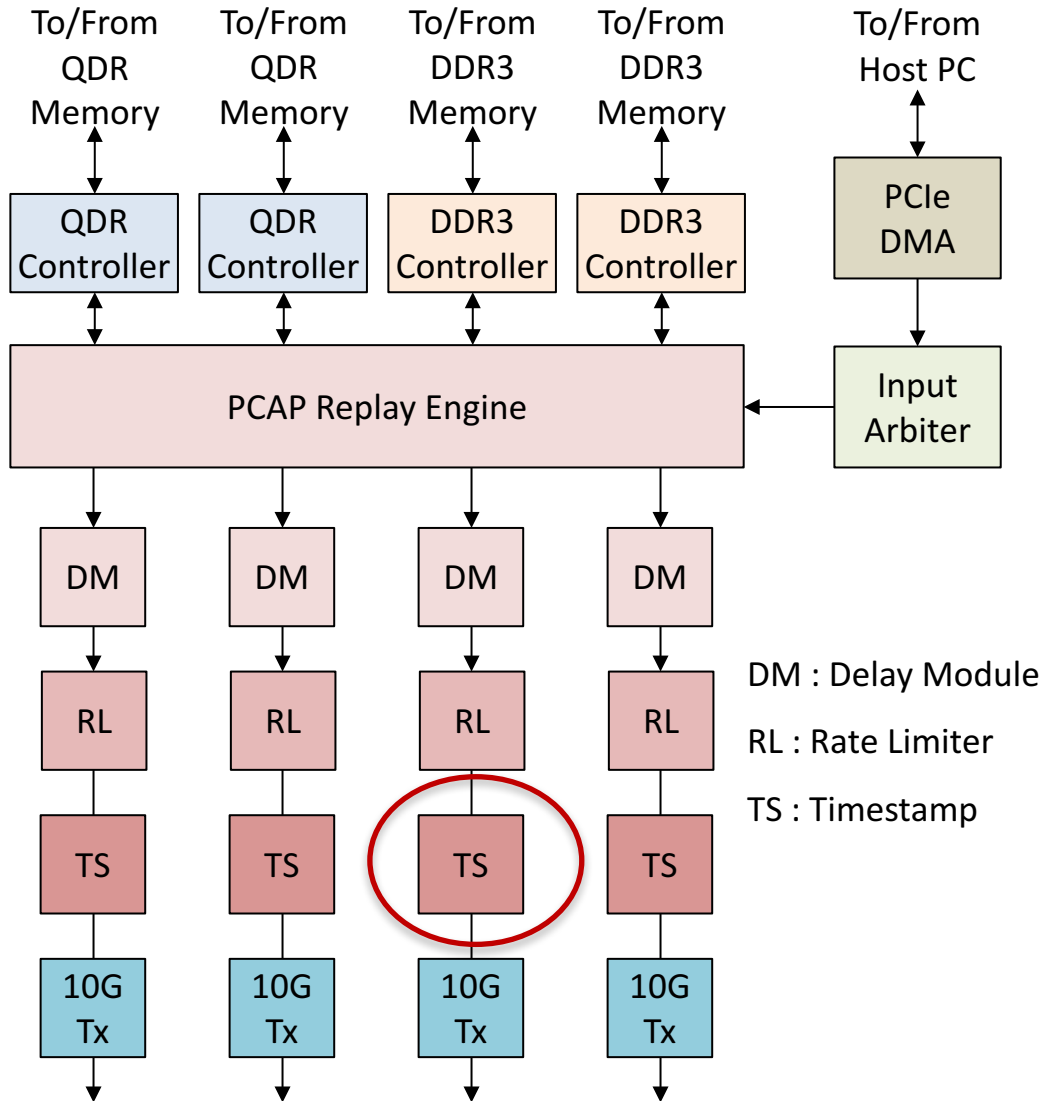 To/From
QDR
Memory
To/From
QDR
Memory
To/From
DDR3
Memory
To/From
DDR3
Memory
To/From
Host PC
QDR
Controller
QDR
Controller
DDR3
Controller
DDR3
Controller
PCIe
DMA
PCAP Replay Engine
Input
Arbiter
DM
DM
DM
DM
RL
RL
RL
RL
DM : Delay Module
RL : Rate Limiter
TS : Timestamp
TS
TS
TS
TS
10G
Tx
10G
Tx
10G
Tx
10G
Tx